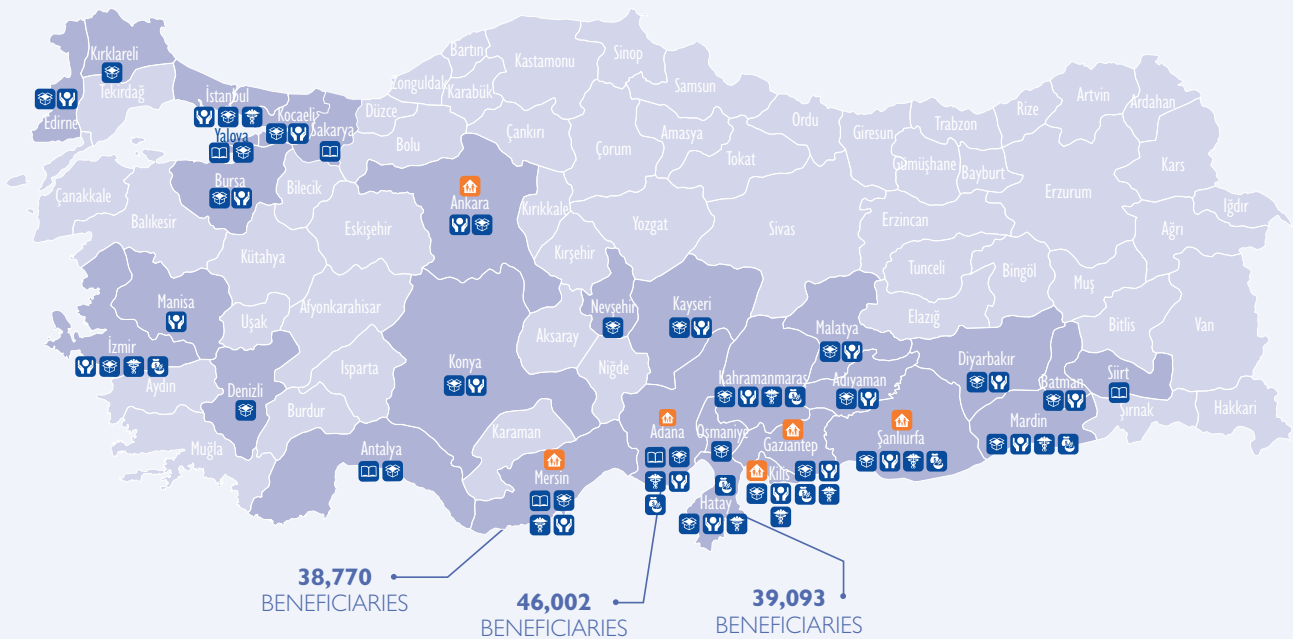 Kırklareli
Tekirdağ
Edirne
İstanbul
Kocaeli
Sakarya
Yalova
Bursa
Bilecik
Düzce
Bolu
Zonguldak
Bartın
Karabük
Kastamonu
Sinop
Çankırı
Samsun
Çorum
Amasya
Tokat
Ordu
Giresun
Trabzon
Rize
Artvin
Ardahan
Gümüşhane
Bayburt
Kars
Erzurum
Iğdır
Ağrı
Erzincan
Çanakkale
Balıkesir
Kütahya
Eskişehir
Ankara
Kırıkkale
Kırşehir
Yozgat
Sivas
Tunceli
Bingöl
Muş
Elazığ
Bitlis
Van
Manisa
Uşak
Afyonkarahisar
İzmir
Aydın
Denizli
Isparta
Burdur
Muğla
Antalya
Konya
Aksaray
Nevşehir
Niğde
Kayseri
Karaman
Mersin
Adana
Osmaniye
Kahramanmaraş
Malatya
Adıyaman
Gaziantep
Kilis
Hatay
Şanlıurfa
Diyarbakır
Batman
Siirt
Mardin
Şırnak
Hakkari
38,770
BENEFICIARIES
46,002
BENEFICIARIES
39,093
BENEFICIARIES